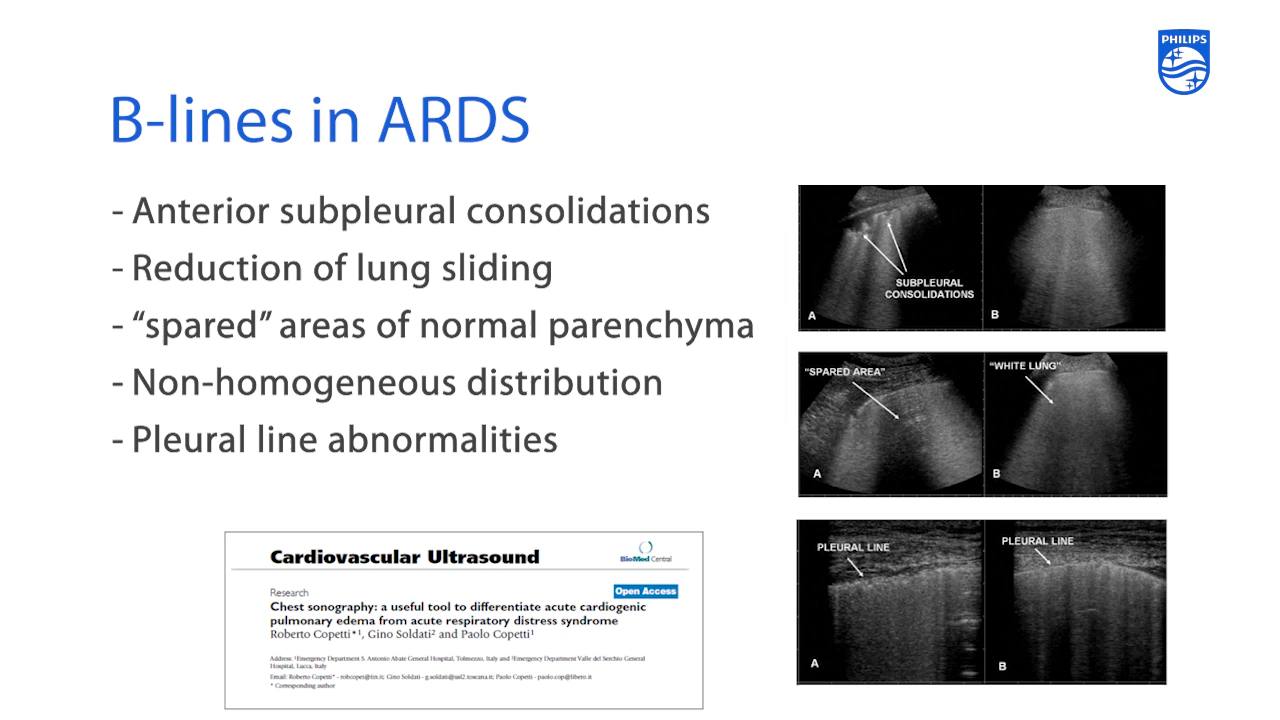 PHILIPS
B-lines in ARDS
- Anterior subpleural consolidations
- Reduction of lung sliding
- “spared” areas of normal parenchyma
- Non-homogeneous distribution
- Pleural line abnormalities
SUBPLEURAL
CONSOLIDATIONS
A
B
“SPARED AREA”
“WHITE LUNG”
A
B
PLEURAL LINE
PLEURAL LINE
A
B
Cardiovascular Ultrasound
BioMed Central
Research
Open Access
Chest sonography: a useful tool to differentiate acute cardiogenic
pulmonary edema from acute respiratory distress syndrome
Roberto Copetti*1, Gino Soldati2 and Paolo Copetti1
Address: 1Emergency Department S. Antonio Abate General Hospital, Tolmezzo, Italy and 2Emergency Department Valle del Serchio General
Hospital, Lucca, Italy
Email: Roberto Copetti* - robcopet@tin.it; Gino Soldati - g.soldati@usl2.toscana.it; Paolo Copetti - paolo.cop@libero.it
* Corresponding author